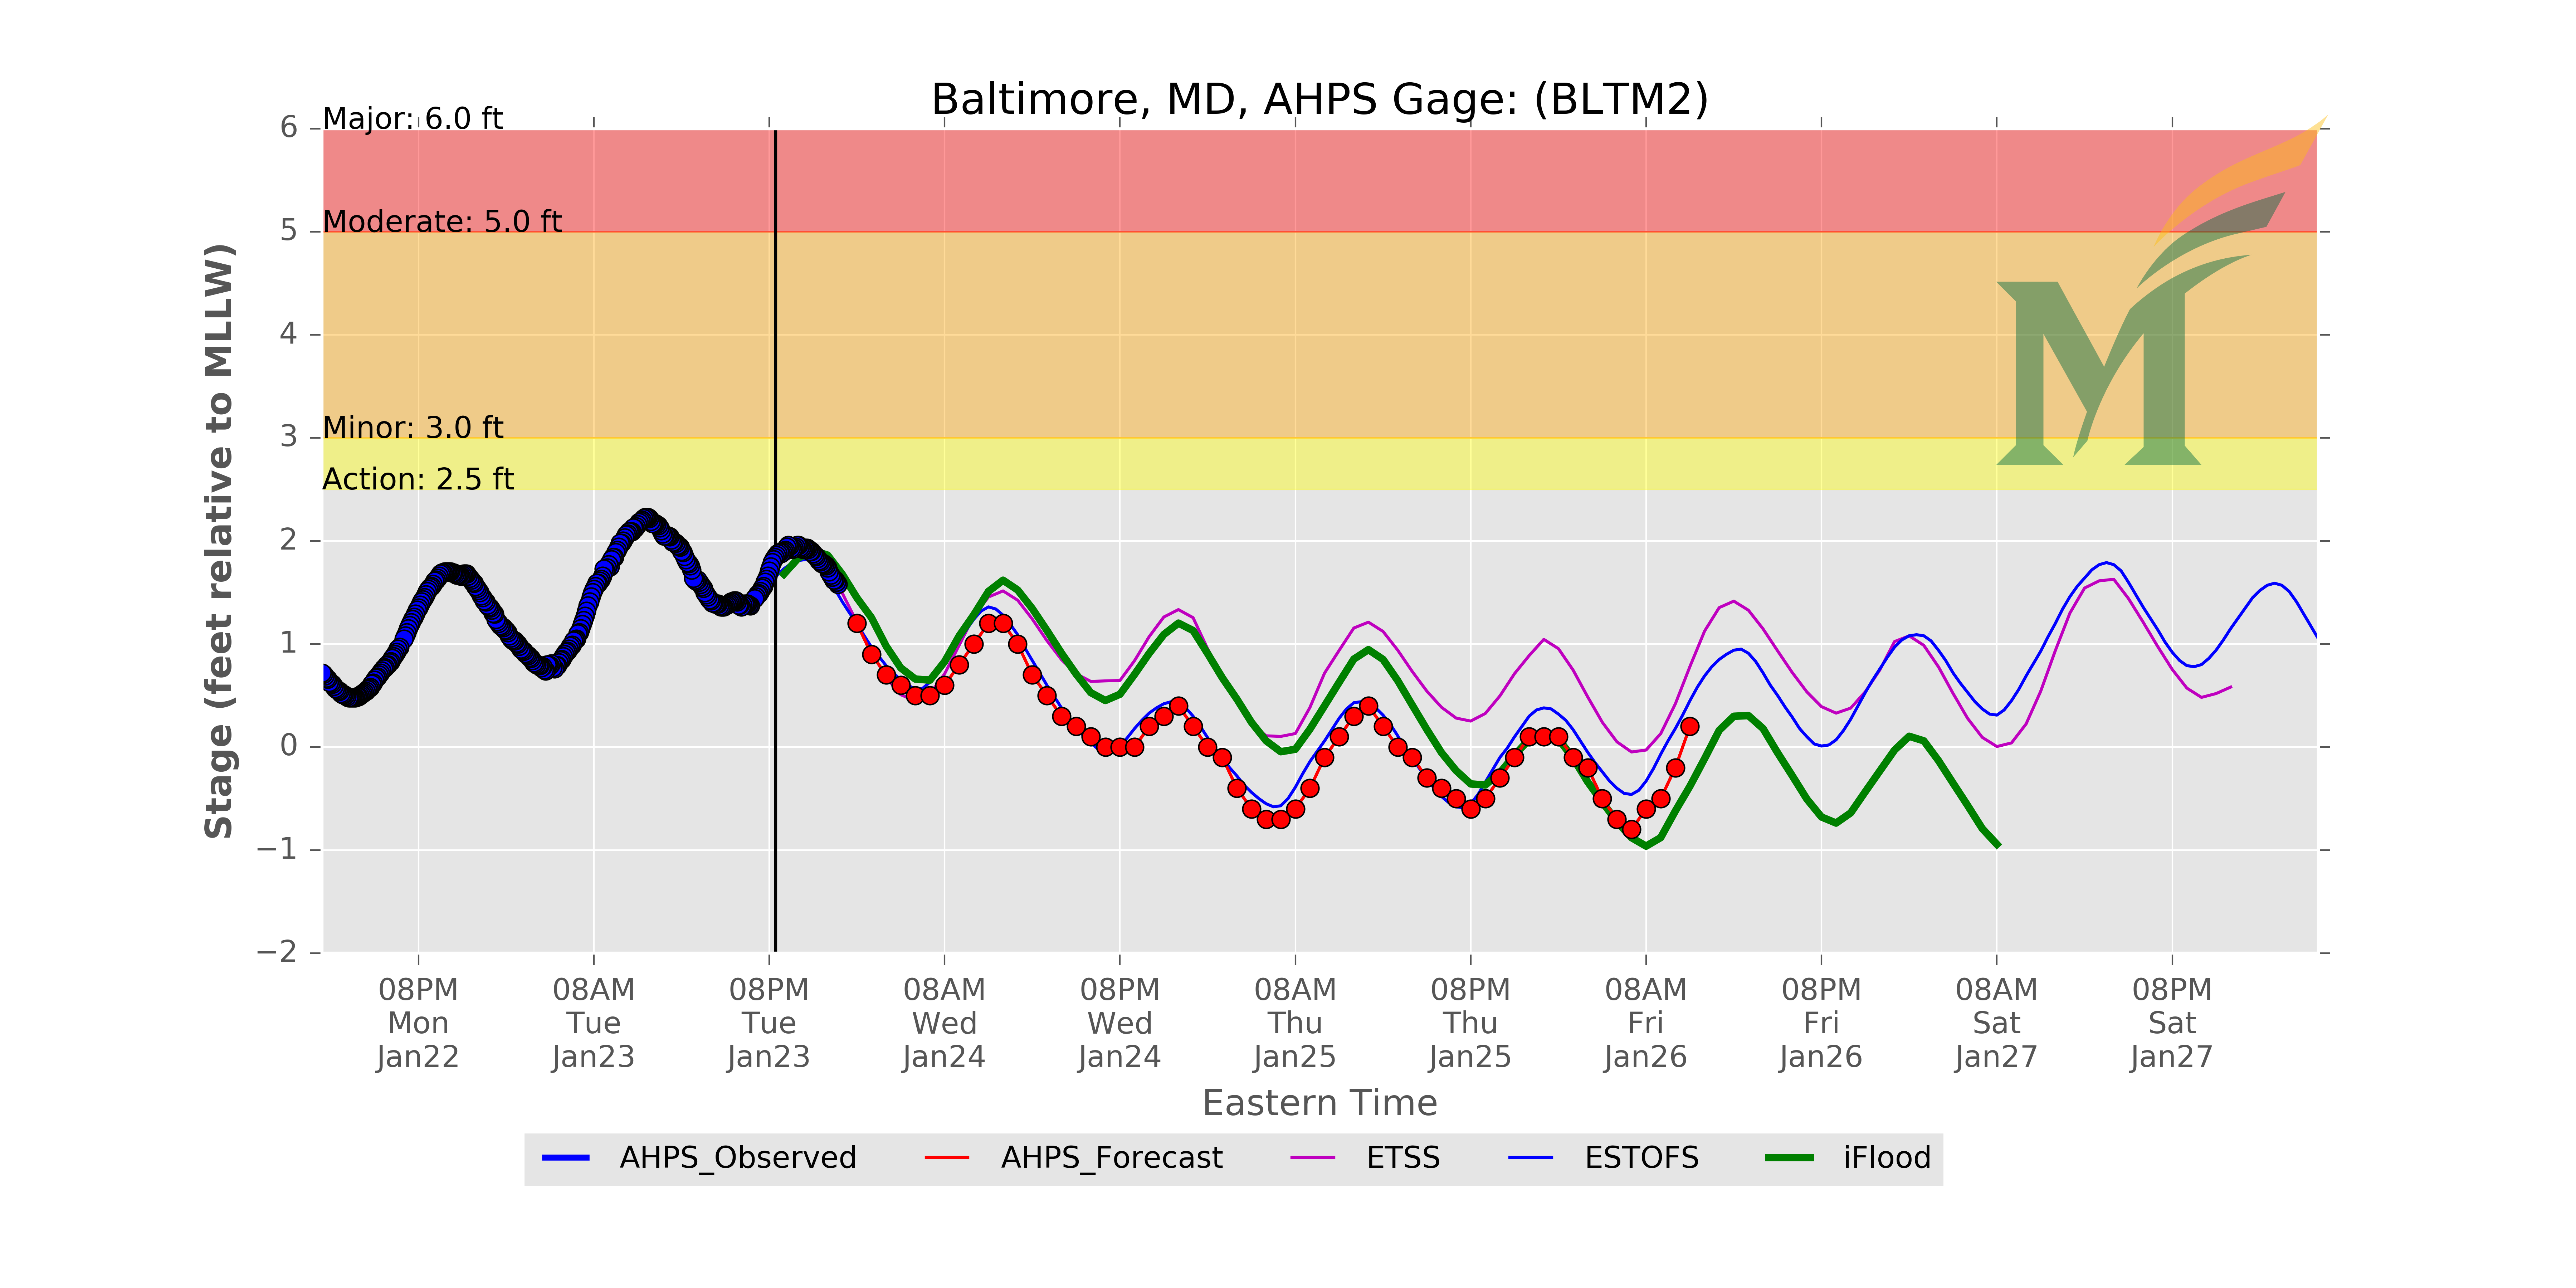 Baltimore, MD, AHPS Gage: (BLTM2)
Major: 6.0 ft
Moderate: 5.0 ft
Minor: 3.0 ft
Action: 2.5 ft
6
5
4
3
2
1
0
−1
−2
Stage (feet relative to MLLW)
08PM
Mon
Jan22
08AM
Tue
Jan23
08PM
Tue
Jan23
08AM
Wed
Jan24
08PM
Wed
Jan24
08AM
Thu
Jan25
08PM
Thu
Jan25
08AM
Fri
Jan26
08PM
Fri
Jan26
08AM
Sat
Jan27
08PM
Sat
Jan27
Eastern Time
AHPS_Observed
AHPS_Forecast
ETSS
ESTOFS
iFlood
M